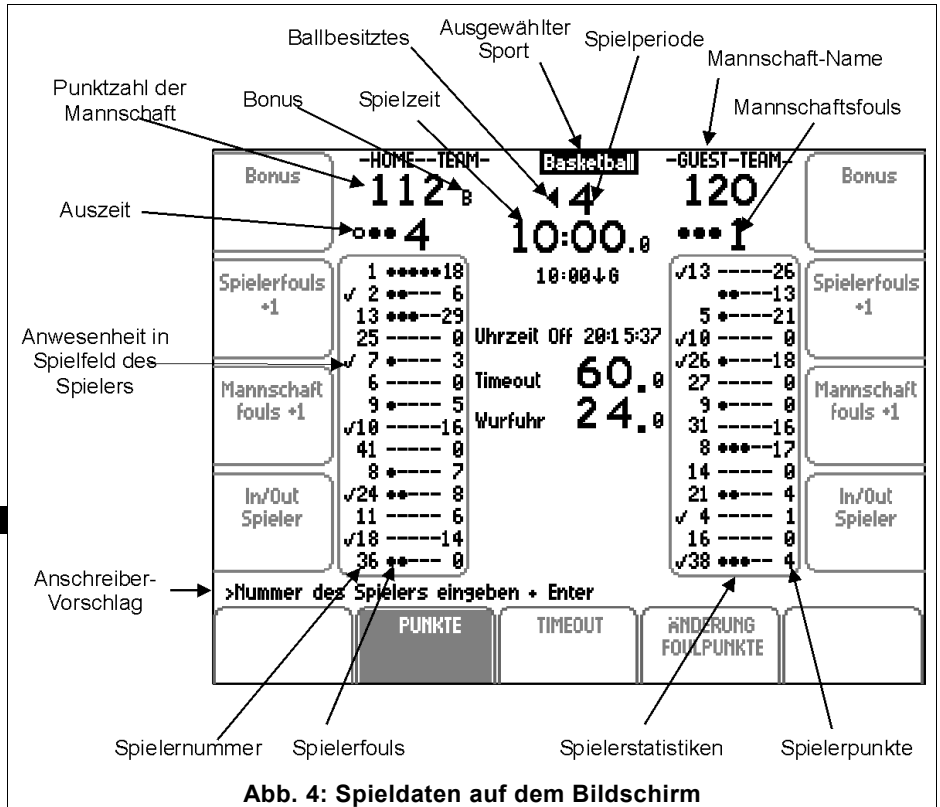 Ballbesitztes
Ausgewählter
Sport
Spielperiode
Mannschaft-Name
Punktzahl der
Mannschaft
Bonus
Spielzeit
Mannschaftsfouls
Auszeit
Anwesenheit in
Spielfeld des
Spielers
Anschreiber-
Vorschlag
Bonus
-HOME--TEAM-
Basketball
-GUEST-TEAM-
Bonus
112 B
4
120
○●● 4
10:00.0
●●● 1
10:00↓6
Spielerfouls
+1
Mannschaft
fouls +1
In/Out
Spieler
1 ●●●●●18
√ 2 ●●--- 6
13 ●●●--29
25 ----- 0
√ 7 ●---- 3
6 ----- 0
9 ●---- 5
√10 -----16
41 ----- 0
8 ●---- 7
√24 ●●--- 8
11 ----- 6
√18 -----14
36 ●●--- 0
Uhrzeit Off 20:15:37
Timeout 60.0
Wurfuhr 24.0
√13 -----26
●●---13
5 ●----21
√10 ----- 0
√26 ●----18
27 ----- 0
9 ●---- 0
31 -----16
8 ●●●--17
14 ----- 0
21 ●●--- 4
√ 4 ----- 1
16 ----- 0
√38 ●●●-- 4
Spielerfouls
+1
Mannschaft
fouls +1
In/Out
Spieler
>Nummer des Spielers eingeben + Enter
PUNKTE
TIMEOUT
ÄNDERUNG
FOULPUNKTE
Spielernummer
Spielerfouls
Spielerstatistiken
Spielerpunkte
Abb. 4: Spieldaten auf dem Bildschirm